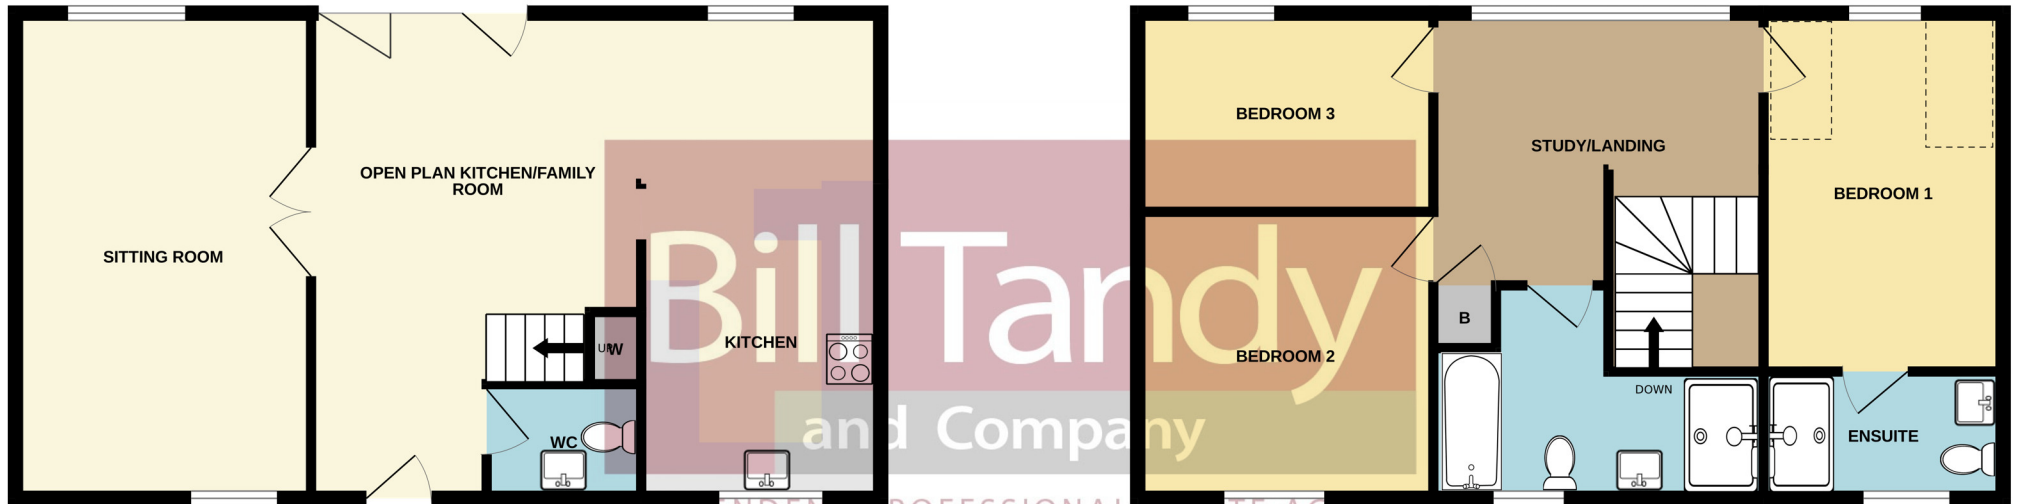 SITTING ROOM
OPEN PLAN KITCHEN/FAMILY
ROOM
UP
W
WC
KITCHEN
BEDROOM 3
BEDROOM 2
STUDY/LANDING
B
DOWN
BEDROOM 1
ENSUITE
Bill Tandy
and Company